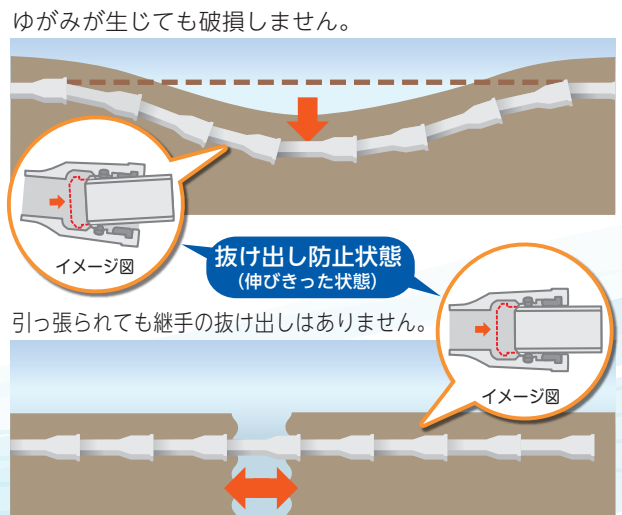 ゆがみが生じても破損しません。
イメージ図
抜け出し防止状態
(伸びきった状態)
引っ張られても継手の抜け出しはありません。
イメージ図